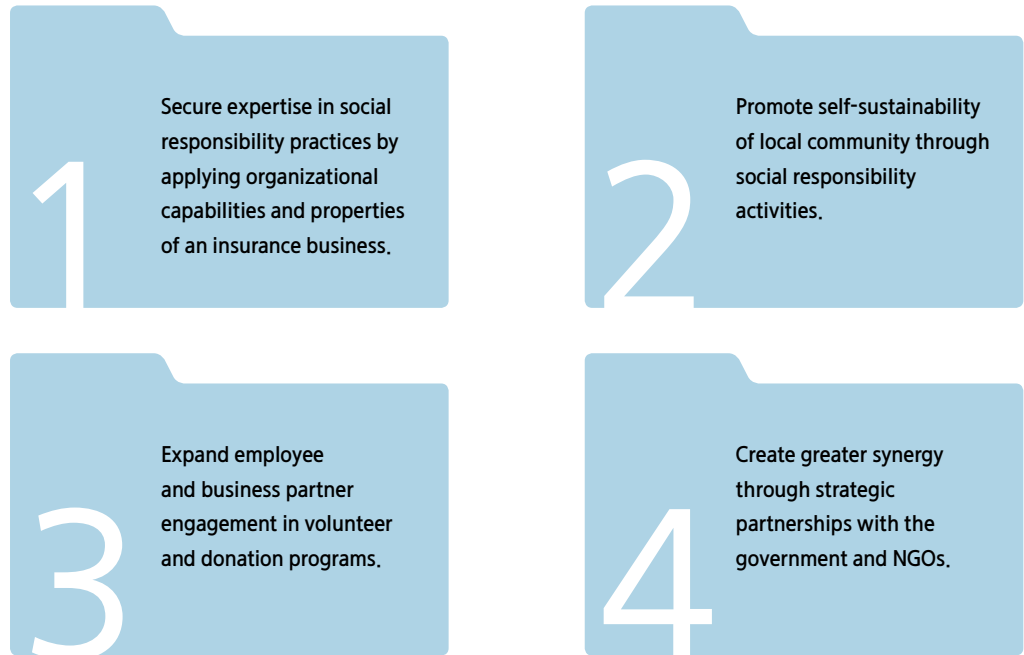 1
Secure expertise in social
responsibility practices by
applying organizational
capabilities and properties
of an insurance business.
2
Promote self-sustainability
of local community through
social responsibility
activities.
3
Expand employee
and business partner
engagement in volunteer
and donation programs.
4
Create greater synergy
through strategic
partnerships with the
government and NGOs.